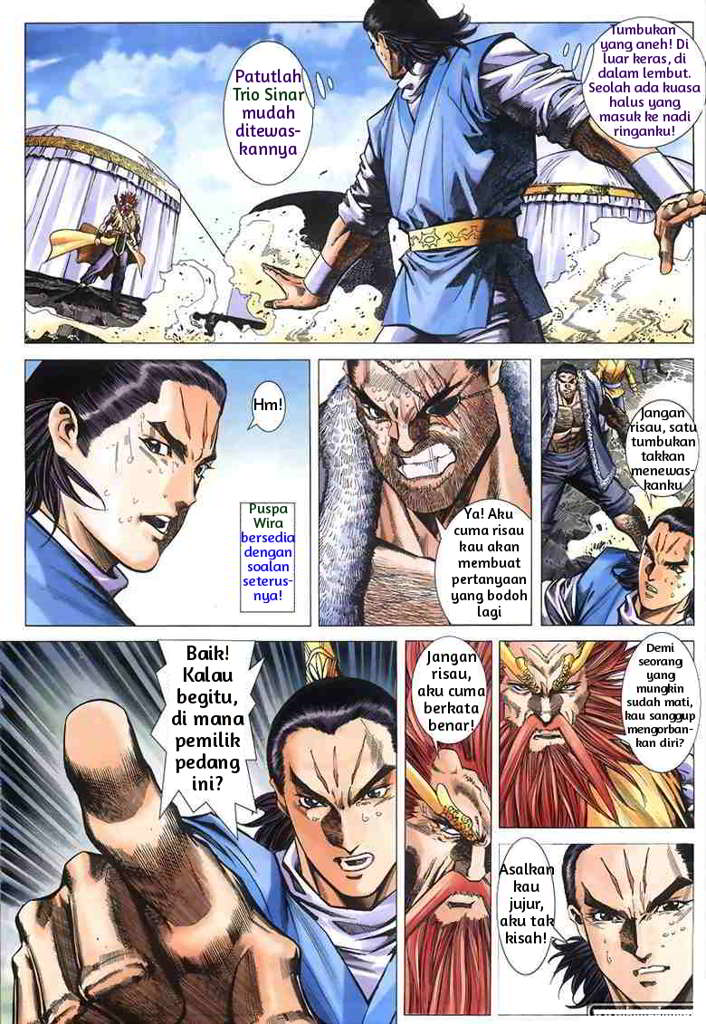 Patutlah
Trio Sinar
mudah
ditewas-
kannya
Tumbukan
yang aneh! Di
luar keras, di
dalam lembut.
Seolah ada kuasa
halus yang
masuk ke nadi
ringanku!
Hm!
Puspa
Wira
bersedia
dengan
soalan
seterus-
nya!
Ya! Aku
cuma risau
kau akan
membuat
pertanyaan
yang bodoh
lagi
Jangan
risau, satu
tumbukan
takkan
menewas-
kanku
Baik!
Kalau
begitu,
di mana
pemilik
pedang
ini?
Jangan
risau,
aku cuma
berkata
benar!
Demi
seorang
yang
mungkin
sudah mati,
kau sanggup
mengorban-
kan diri?
Asalkan
kau
jujur,
aku tak
kisah!